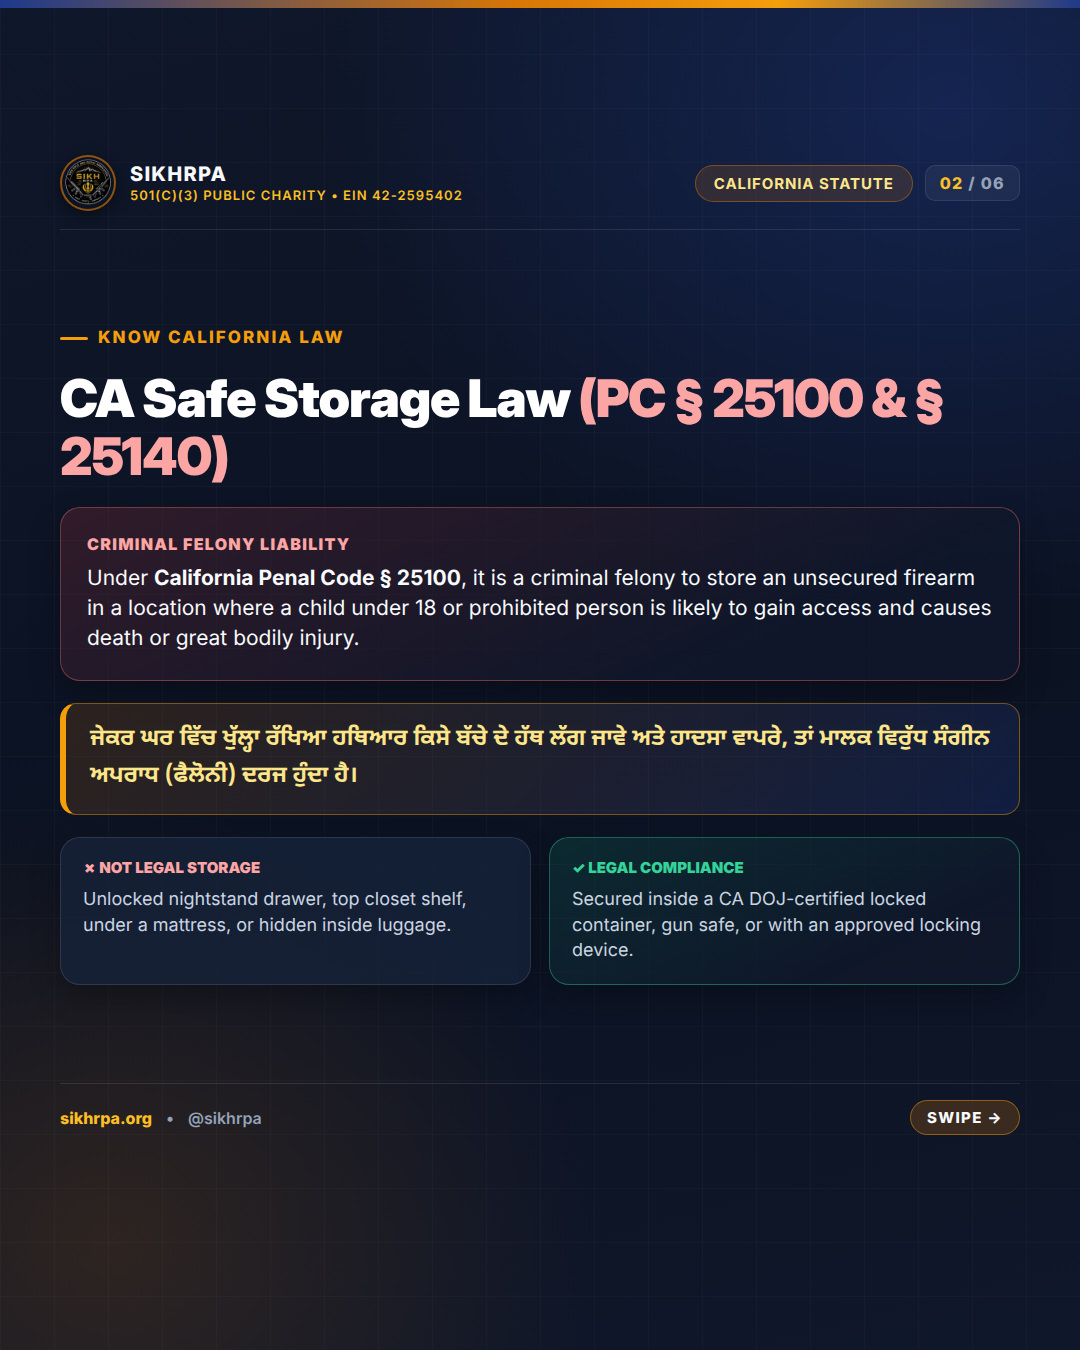 SIKHRPA
501(C)(3) PUBLIC CHARITY • EIN 42-2595402
CALIFORNIA STATUTE
02 / 06
KNOW CALIFORNIA LAW
CA Safe Storage Law (PC § 25100 & §
25140)
CRIMINAL FELONY LIABILITY
Under California Penal Code § 25100, it is a criminal felony to store an unsecured firearm
in a location where a child under 18 or prohibited person is likely to gain access and causes
death or great bodily injury.
ਜੇਕਰ ਘਰ ਵਿੱਚ ਖੁੱਲ੍ਹਾ ਰੱਖਿਆ ਹਥਿਆਰ ਕਿਸੇ ਬੱਚੇ ਦੇ ਹੱਥ ਲੱਗ ਜਾਵੇ ਅਤੇ ਹਾਦਸਾ ਵਾਪਰੇ, ਤਾਂ ਮਾਲਕ ਵਿਰੁੱਧ ਸੰਗੀਨ
ਅਪਰਾਧ (ਫੈਲੋਨੀ) ਦਰਜ ਹੁੰਦਾ ਹੈ।
✖ NOT LEGAL STORAGE
Unlocked nightstand drawer, top closet shelf,
under a mattress, or hidden inside luggage.
✔ LEGAL COMPLIANCE
Secured inside a CA DOJ-certified locked
container, gun safe, or with an approved locking
device.
sikhrpa.org • @sikhrpa
SWIPE →